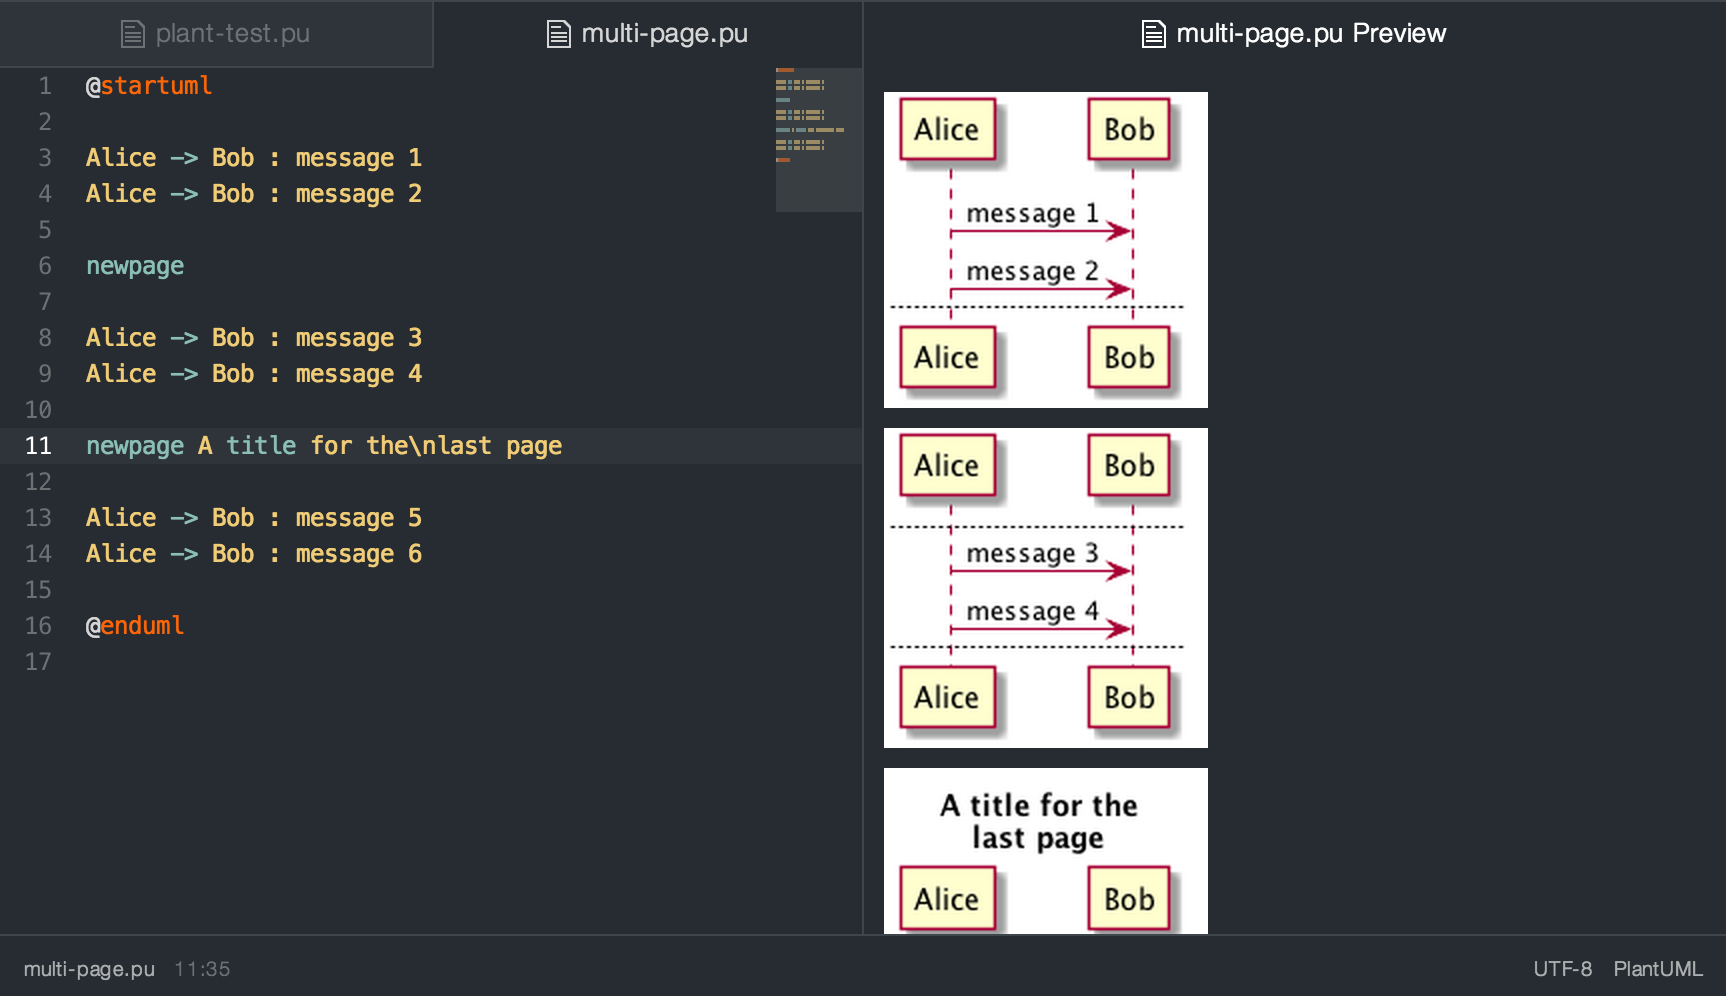 plant-test.pu
multi-page.pu
multi-page.pu Preview
1 @startuml
2
3 Alice -> Bob : message 1
4 Alice -> Bob : message 2
5
6 newpage
7
8 Alice -> Bob : message 3
9 Alice -> Bob : message 4
10
11 newpage A title for the\nlast page
12
13 Alice -> Bob : message 5
14 Alice -> Bob : message 6
15
16 @enduml
17
Alice Bob
message 1
message 2
Alice Bob
Alice Bob
message 3
message 4
Alice Bob
A title for the
last page
Alice Bob
multi-page.pu 11:35
UTF-8 PlantUML